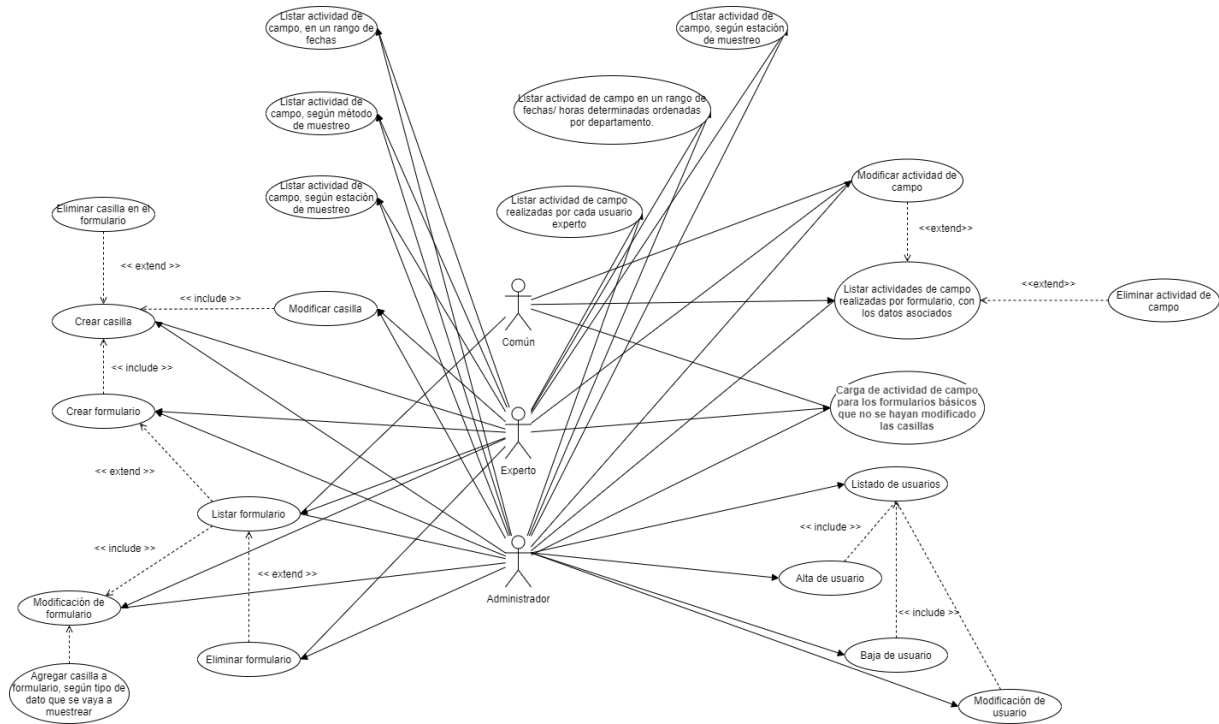 Listar actividad de
campo, en un rango de
fechas
Listar actividad de
campo, según estación
de muestreo
Listar actividad de
campo, según método
de muestreo
Listar actividad de campo en un rango de
fechas/ horas determinadas ordenadas
por departamento.
Listar actividad de
campo, según estación
de muestreo
Listar actividad de campo
realizadas por cada usuario
experto
Modificar actividad de
campo
Eliminar casilla en el
formulario
<< extend >>
<<extend>>
<< include >>
Modificar casilla
Crear casilla
Común
Listar actividades de campo
realizadas por formulario, con
los datos asociados
<<extend>>
Eliminar actividad de
campo
<< include >>
Crear formulario
Carga de actividad de campo
para los formularios básicos
que no se hayan modificado
las casillas
Experto
<< extend >>
Listar formulario
Listado de usuarios
<< include >>
<< include >>
<< extend >>
Administrador
Alta de usuario
Modificación de
formulario
<< include >>
Eliminar formulario
Baja de usuario
Agregar casilla a
formulario, según tipo de
dato que se vaya a
muestrear
Modificación de
usuario